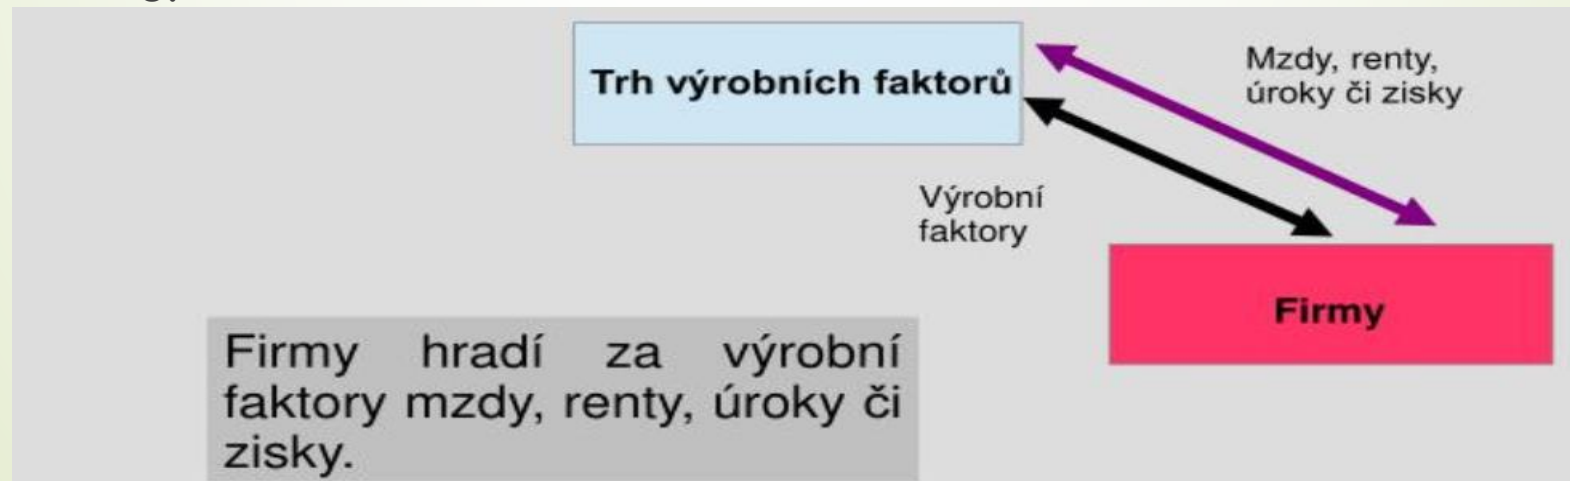 Trh výrobních faktorů
Mzdy, renty,
úroky či zisky
Výrobní
faktory
Firmy
Firmy hradí za výrobní
faktory mzdy, renty, úroky či
zisky.